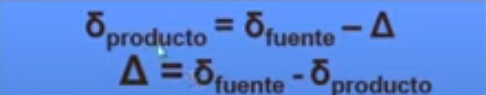 δproducto = δfuente – Δ
Δ = δfuente - δproducto